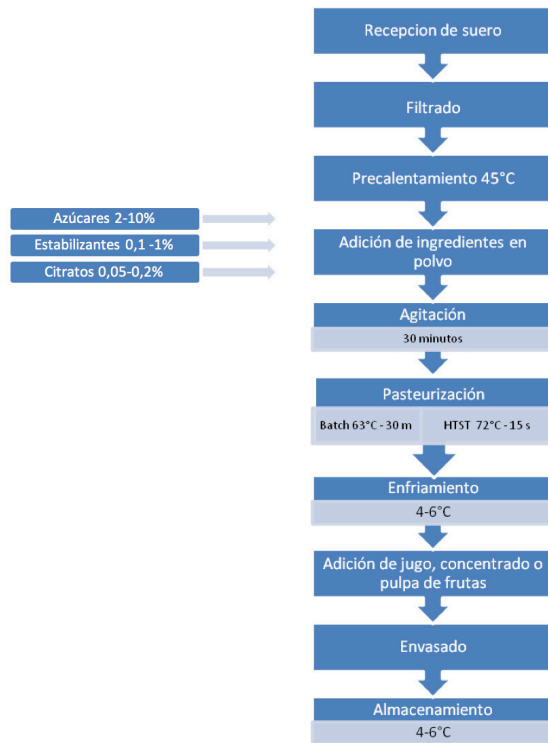 Recepcion de suero
Filtrado
Precalentamiento 45°C
Azúcares 2-10%
Estabilizantes 0,1 -1%
Citratos 0,05-0,2%
Adición de ingredientes en
polvo
Agitación
30 minutos
Pasteurización
Batch 63°C - 30 m
HTST 72°C - 15 s
Enfriamiento
4-6°C
Adición de jugo, concentrado o
pulpa de frutas
Envasado
Almacenamiento
4-6°C